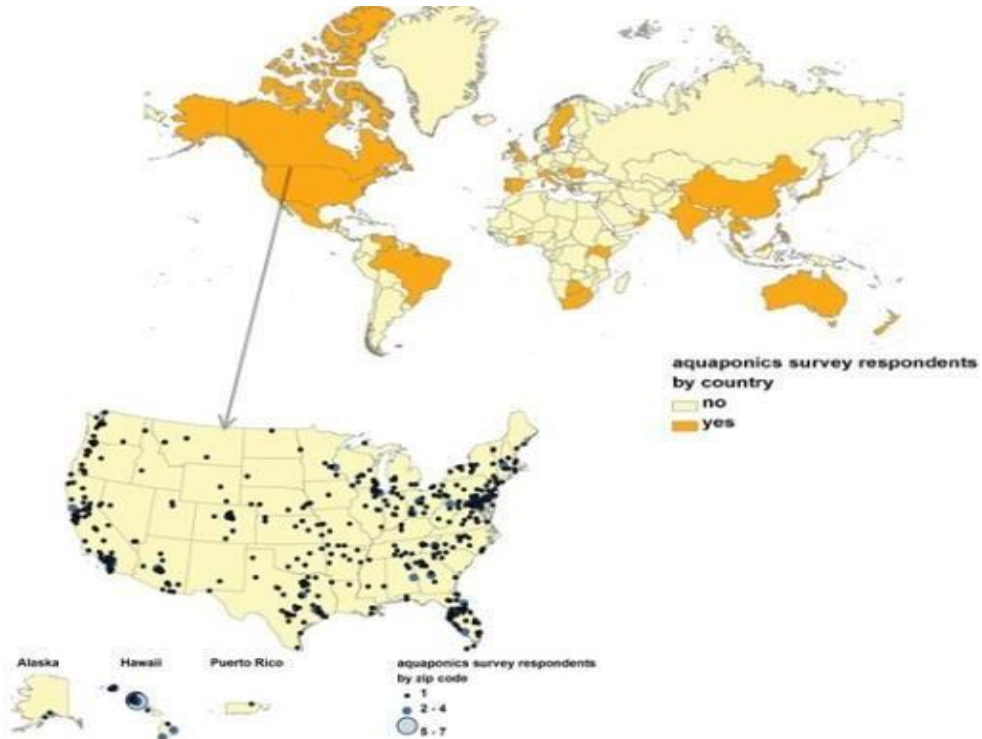 aquaponics survey respondents
by country
no
yes
Alaska
Hawaii
Puerto Rico
aquaponics survey respondents
by zip code
1
2 - 4
5 - 7